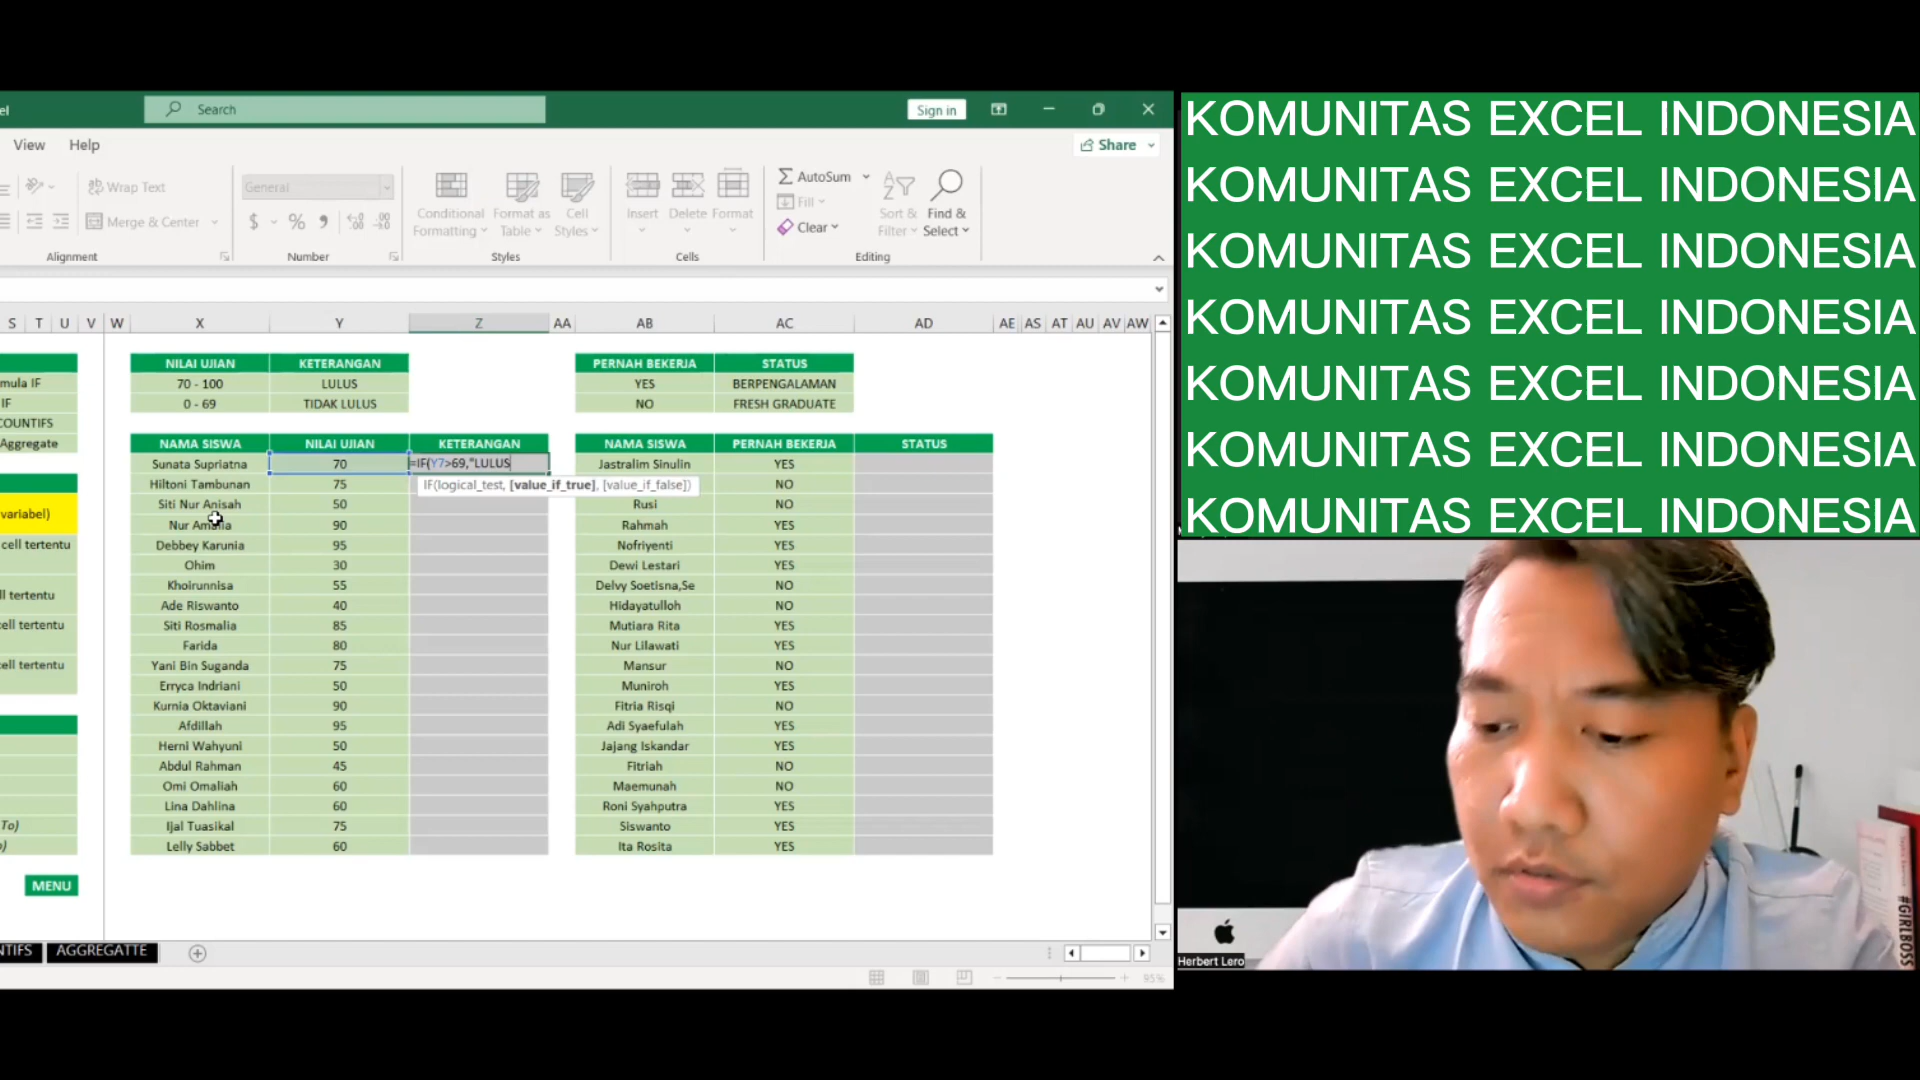 el
Search
Sign in
View
Help
Share
Wrap Text
Merge & Center
Alignment
General
$ % ,
Number
Conditional Formatting
Format as Table
Cell Styles
Styles
Insert
Delete
Format
Cells
AutoSum
Fill
Clear
Sort & Filter
Find & Select
Editing
S T U V W X Y Z AA AB AC AD AE AS AT AU AV AW
mula IF
IF
COUNTIFS
Aggregate
variabel)
cell tertentu
ll tertentu
cell tertentu
cell tertentu
To)
)
MENU
NILAI UJIAN KETERANGAN
70 - 100 LULUS
0 - 69 TIDAK LULUS
PERNAH BEKERJA STATUS
YES BERPENGALAMAN
NO FRESH GRADUATE
NAMA SISWA NILAI UJIAN KETERANGAN
Sunata Supriatna 70 =IF(Y7>69,"LULUS
IF(logical_test, [value_if_true], [value_if_false])
Hiltoni Tambunan 75
Siti Nur Anisah 50
Nur Amalia 90
Debbey Karunia 95
Ohim 30
Khoirunnisa 55
Ade Riswanto 40
Siti Rosmalia 85
Farida 80
Yani Bin Suganda 75
Erryca Indriani 50
Kurnia Oktaviani 90
Afdillah 95
Herni Wahyuni 50
Abdul Rahman 45
Omi Omaliah 60
Lina Dahlina 60
Ijal Tuasikal 75
Lelly Sabbet 60
NAMA SISWA PERNAH BEKERJA STATUS
Jastralim Sinulin YES
NO
Rusi NO
Rahmah YES
Nofriyenti YES
Dewi Lestari YES
Delvy Soetisna,Se NO
Hidayatulloh NO
Mutiara Rita YES
Nur Lilawati YES
Mansur NO
Muniroh YES
Fitria Risqi NO
Adi Syaefulah YES
Jajang Iskandar YES
Fitriah NO
Maemunah NO
Roni Syahputra YES
Siswanto YES
Ita Rosita YES
NTIFS
AGGREGATTE
95%
KOMUNITAS EXCEL INDONESIA
KOMUNITAS EXCEL INDONESIA
KOMUNITAS EXCEL INDONESIA
KOMUNITAS EXCEL INDONESIA
KOMUNITAS EXCEL INDONESIA
KOMUNITAS EXCEL INDONESIA
KOMUNITAS EXCEL INDONESIA
#GIRLBOSS
Herbert Lero